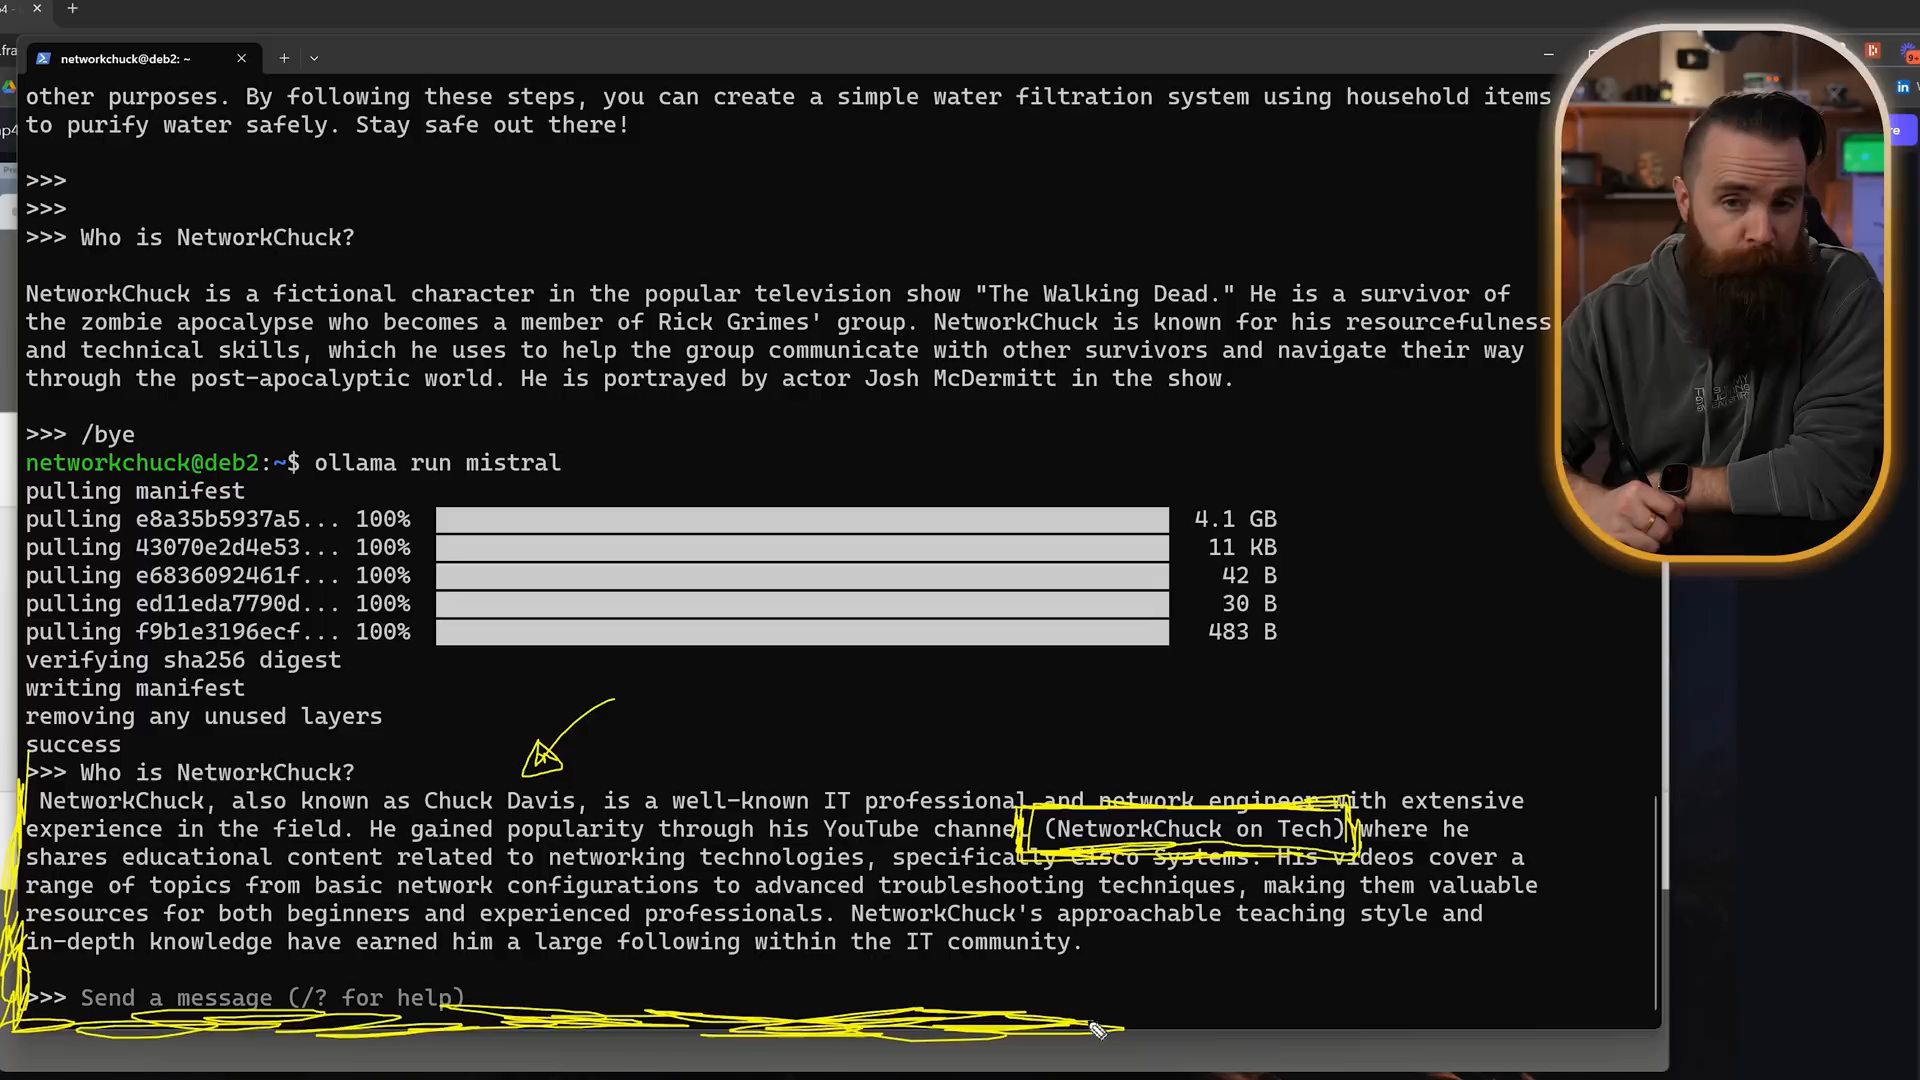 networkchuck@deb2: ~
other purposes. By following these steps, you can create a simple water filtration system using household items
to purify water safely. Stay safe out there!
>>>
>>>
>>> Who is NetworkChuck?
NetworkChuck is a fictional character in the popular television show "The Walking Dead." He is a survivor of
the zombie apocalypse who becomes a member of Rick Grimes' group. NetworkChuck is known for his resourcefulness
and technical skills, which he uses to help the group communicate with other survivors and navigate their way
through the post-apocalyptic world. He is portrayed by actor Josh McDermitt in the show.
>>> /bye
networkchuck@deb2:~$ ollama run mistral
pulling manifest
pulling e8a35b5937a5... 100% 4.1 GB
pulling 43070e2d4e53... 100% 11 KB
pulling e6836092461f... 100% 42 B
pulling ed11eda7790d... 100% 30 B
pulling f9b1e3196ecf... 100% 483 B
verifying sha256 digest
writing manifest
removing any unused layers
success
>>> Who is NetworkChuck?
NetworkChuck, also known as Chuck Davis, is a well-known IT professional and network engineer with extensive
experience in the field. He gained popularity through his YouTube channel (NetworkChuck on Tech) where he
shares educational content related to networking technologies, specifically Cisco Systems. His videos cover a
range of topics from basic network configurations to advanced troubleshooting techniques, making them valuable
resources for both beginners and experienced professionals. NetworkChuck's approachable teaching style and
in-depth knowledge have earned him a large following within the IT community.
>>> Send a message (/? for help)